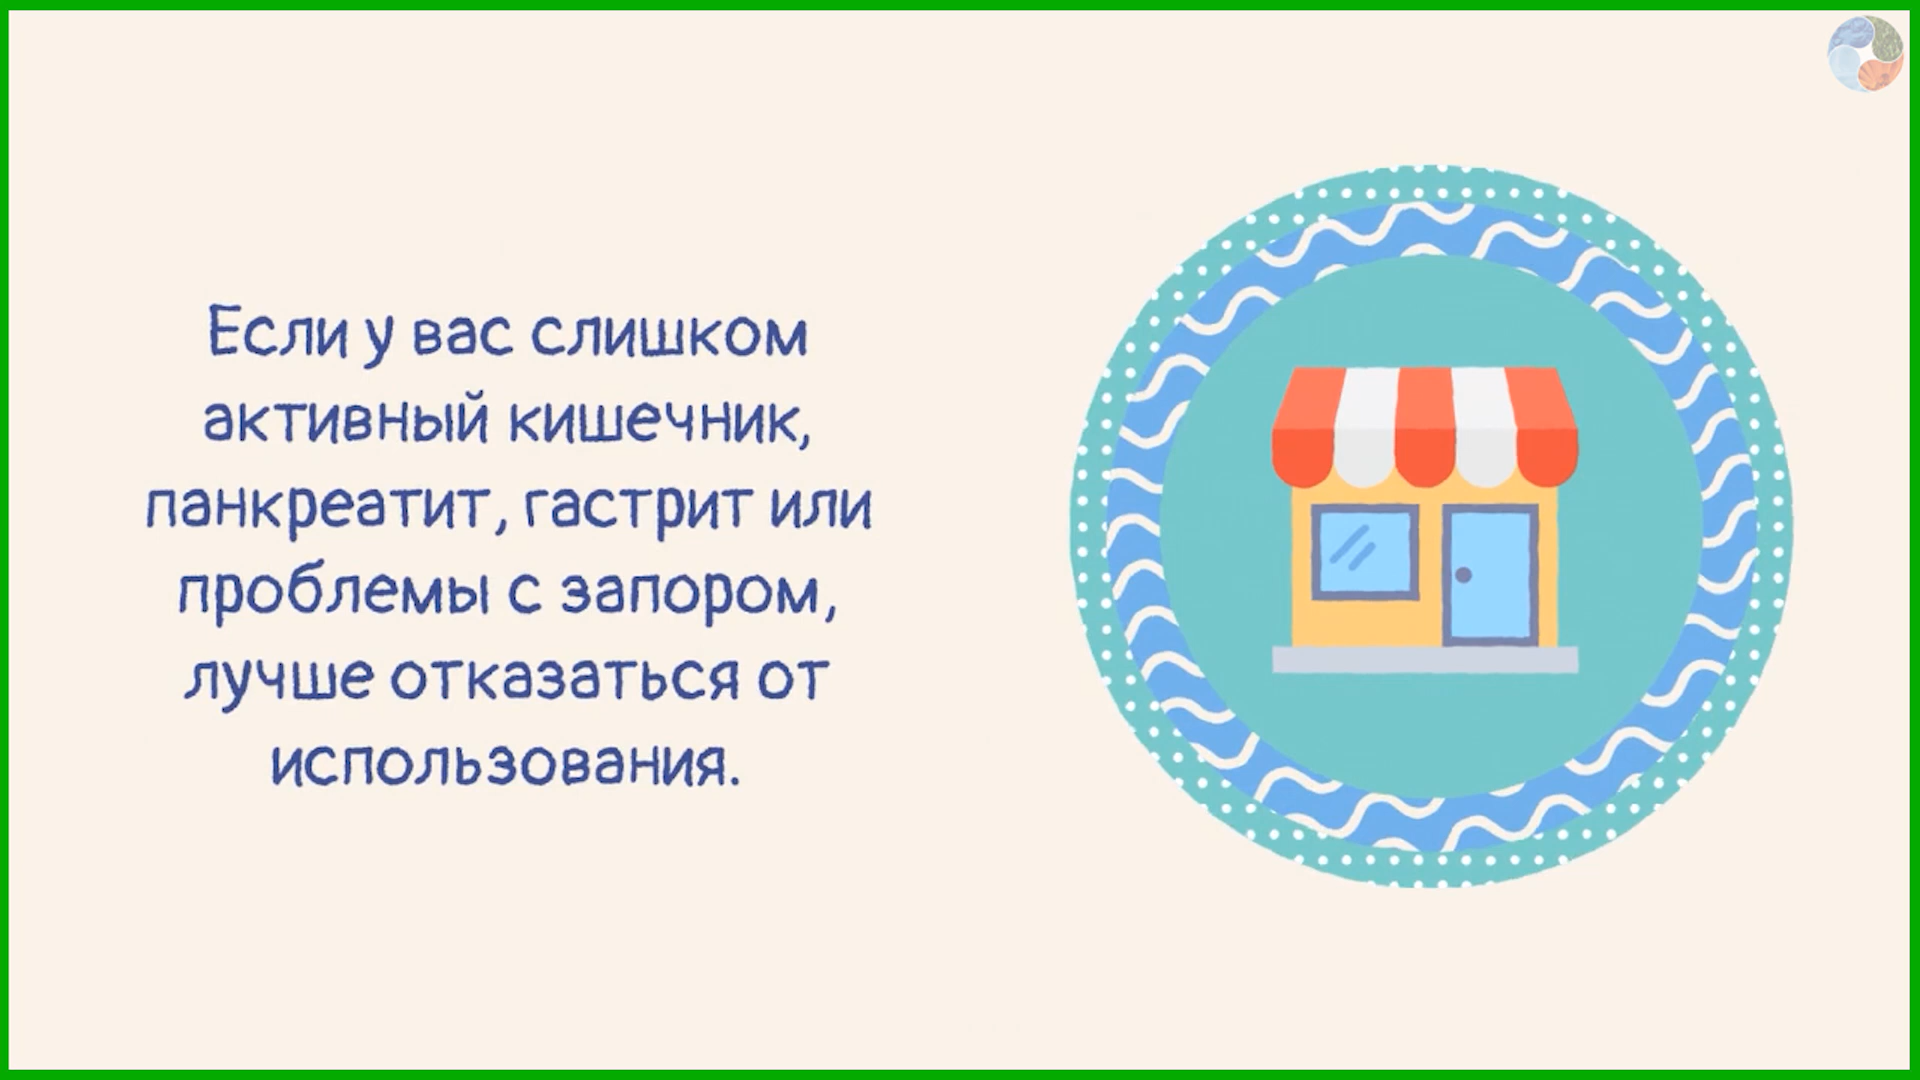 Если у вас слишком
активный кишечник,
панкреатит, гастрит или
проблемы с запором,
лучше отказаться от
использования.